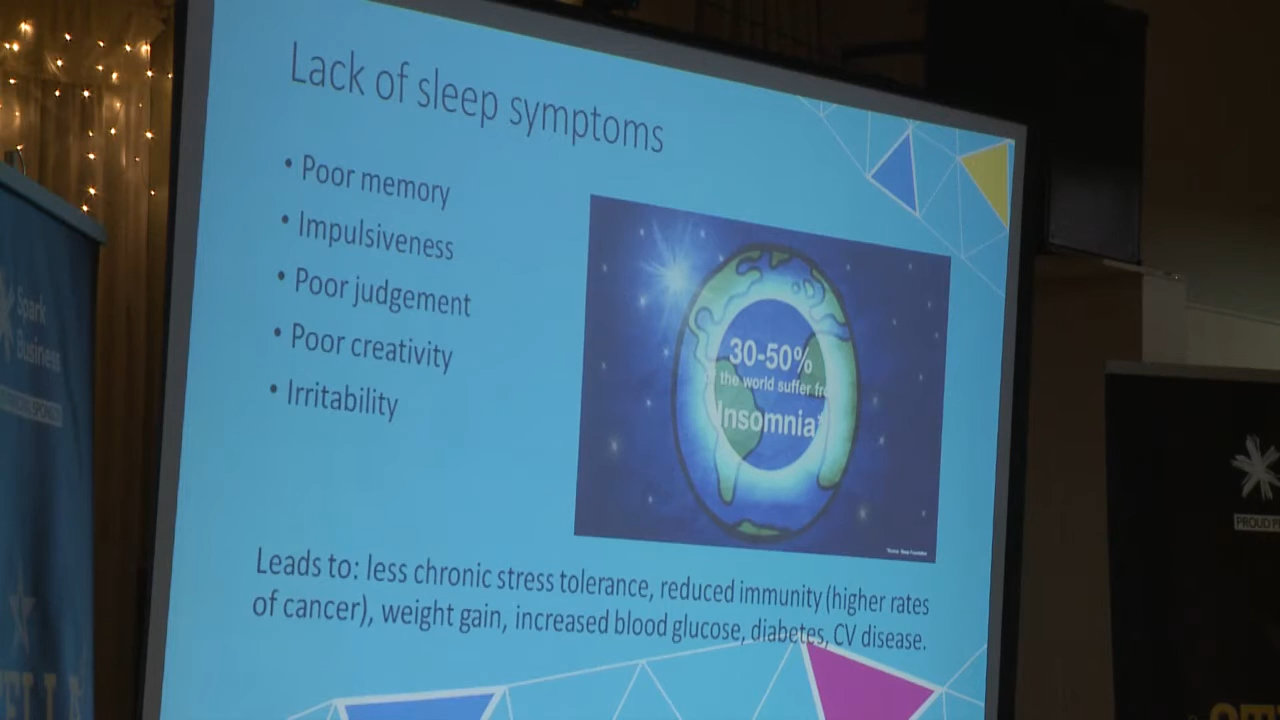 Lack of sleep symptoms
• Poor memory
• Impulsiveness
• Poor judgement
• Poor creativity
• Irritability
30-50%
the world suffer
Insomnia
Leads to: less chronic stress tolerance, reduced immunity (higher rates
of cancer), weight gain, increased blood glucose, diabetes, CV disease.
Spark
Business
PROUD